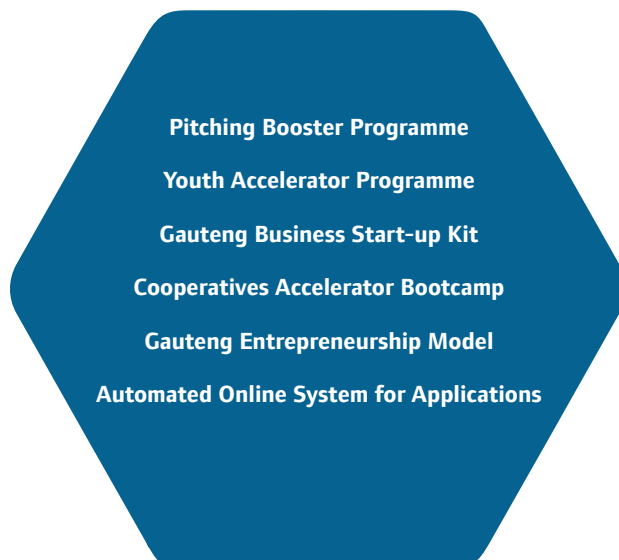 Pitching Booster Programme
Youth Accelerator Programme
Gauteng Business Start-up Kit
Cooperatives Accelerator Bootcamp
Gauteng Entrepreneurship Model
Automated Online System for Applications